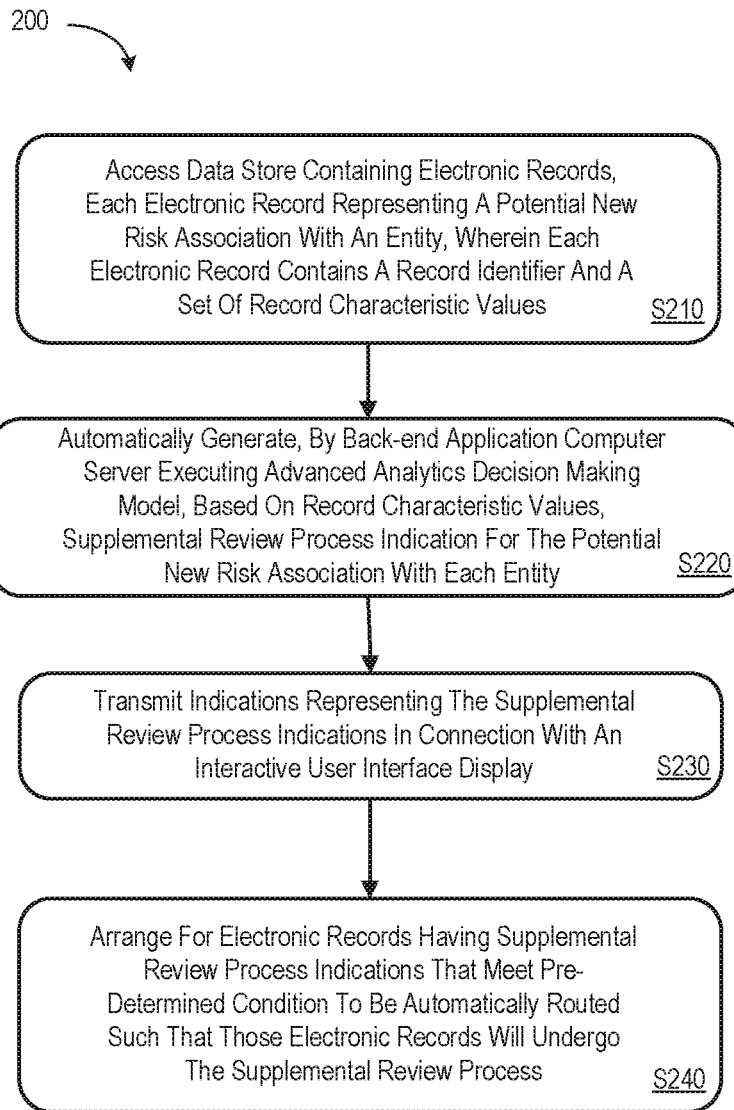 200
Access Data Store Containing Electronic Records,
Each Electronic Record Representing A Potential New
Risk Association With An Entity, Wherein Each
Electronic Record Contains A Record Identifier And A
Set Of Record Characteristic Values
S210
Automatically Generate, By Back-end Application Computer
Server Executing Advanced Analytics Decision Making
Model, Based On Record Characteristic Values,
Supplemental Review Process Indication For The Potential
New Risk Association With Each Entity
S220
Transmit Indications Representing The Supplemental
Review Process Indications In Connection With An
Interactive User Interface Display
S230
Arrange For Electronic Records Having Supplemental
Review Process Indications That Meet Pre-
Determined Condition To Be Automatically Routed
Such That Those Electronic Records Will Undergo
The Supplemental Review Process
S240